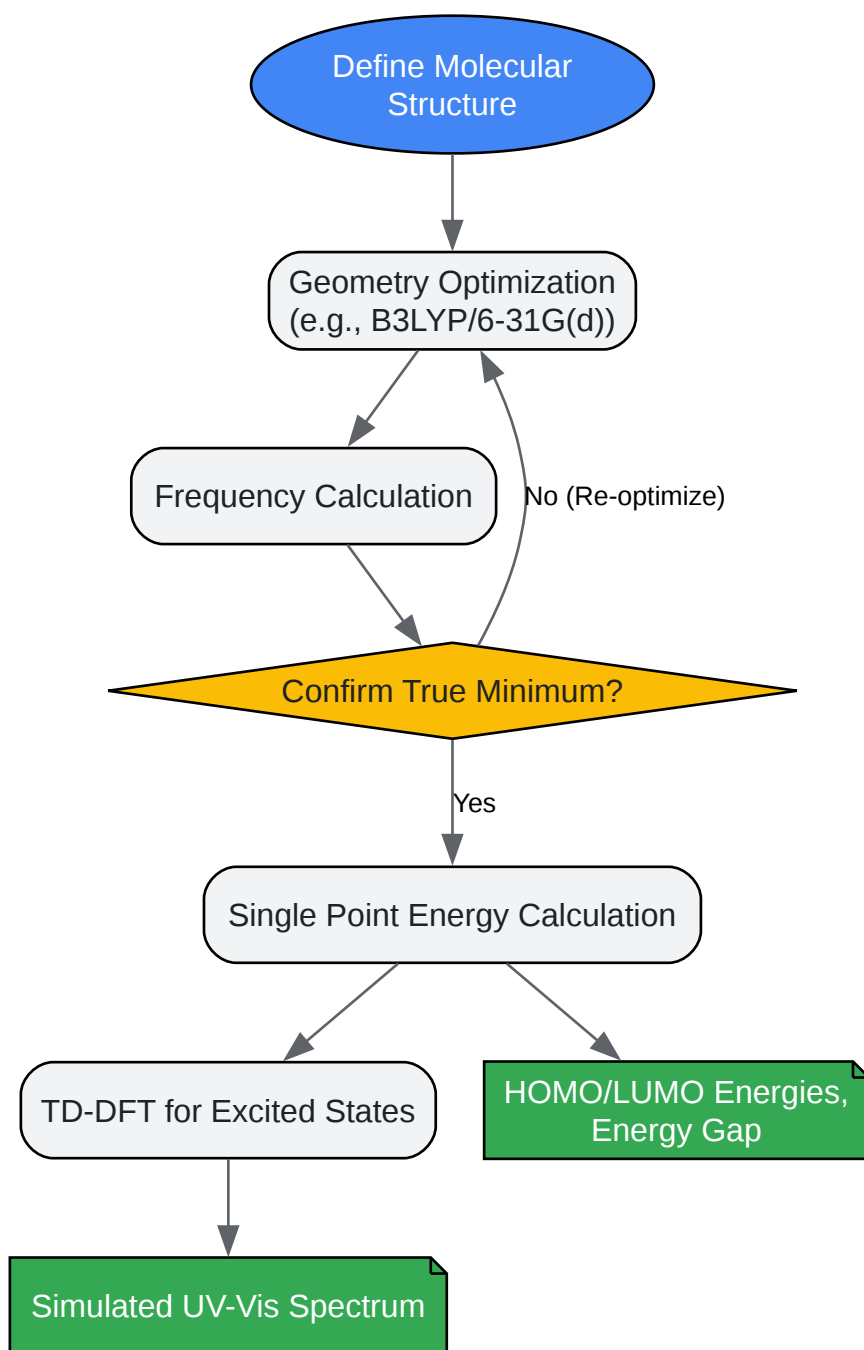 Define Molecular
Structure
Geometry Optimization
(e.g., B3LYP/6-31G(d))
Frequency Calculation
No (Re-optimize)
Confirm True Minimum?
Yes
Single Point Energy Calculation
TD-DFT for Excited States
HOMO/LUMO Energies,
Energy Gap
Simulated UV-Vis Spectrum